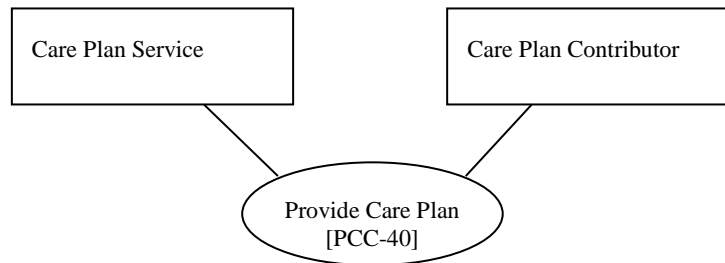 Care Plan Service
Care Plan Contributor
Provide Care Plan
[PCC-40]